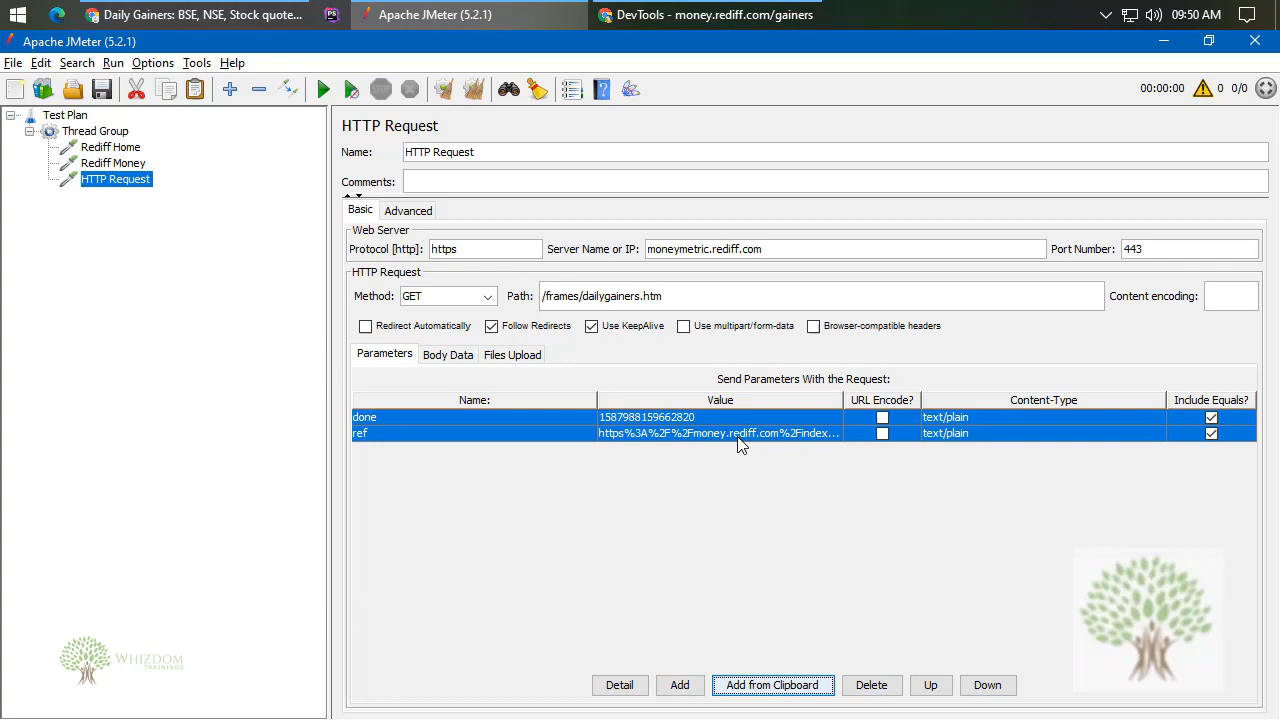 Daily Gainers: BSE, NSE, Stock quote...
PS
Apache JMeter (5.2.1)
DevTools - money.rediff.com/gainers
09:50 AM
Apache JMeter (5.2.1)
File Edit Search Run Options Tools Help
00:00:00 0 0/0
Test Plan
Thread Group
Rediff Home
Rediff Money
HTTP Request
HTTP Request
Name: HTTP Request
Comments:
Basic Advanced
Web Server
Protocol [http]: https Server Name or IP: moneymetric.rediff.com Port Number: 443
HTTP Request
Method: GET Path: /frames/dailygainers.htm Content encoding:
Redirect Automatically Follow Redirects Use KeepAlive Use multipart/form-data Browser-compatible headers
Parameters Body Data Files Upload
Send Parameters With the Request:
Name: Value URL Encode? Content-Type Include Equals?
done 1587988159662820 text/plain
ref https%3A%2F%2Fmoney.rediff.com%2Findex... text/plain
Detail Add Add from Clipboard Delete Up Down
WHIZDOM
TRAININGS